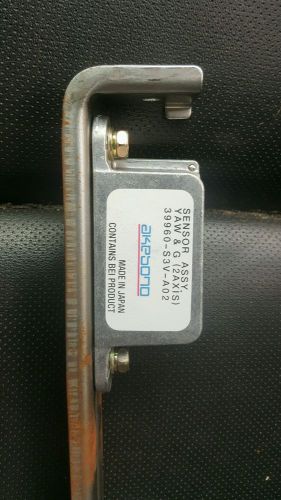 SENSOR ASSY
YAW & G (2AXiS)
39960-S3V-A02
akebono
MADE IN JAPAN
CONTAINS BEI PRODUCT